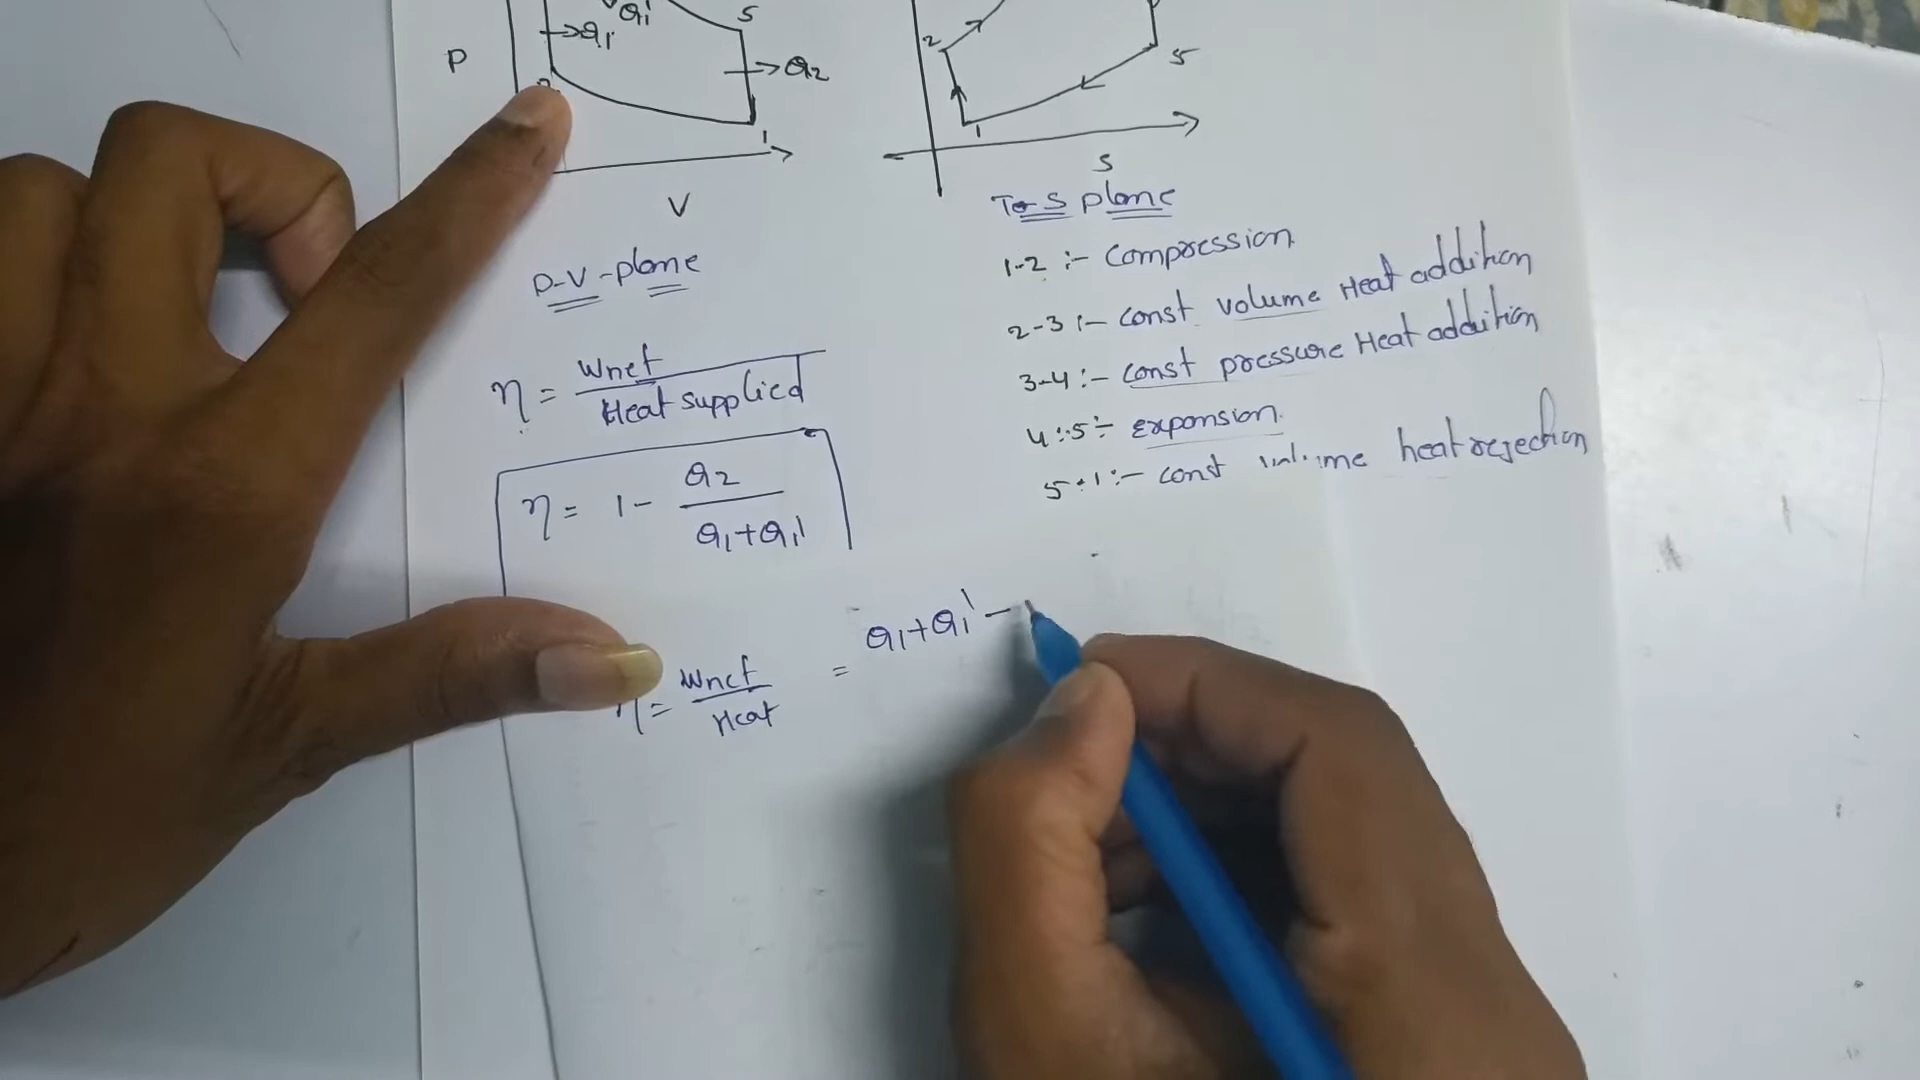 P
Q1
Q1'
5
Q2
1
V
P-V-plane
2
5
1
S
T-S plane
1-2 :- Compression
2-3 :- const volume Heat addition
3-4 :- const pressure Heat addition
4:-5 :- expansion.
5:1 :- const volume heat rejection
η = Wnet / Heat supplied
η = 1 - Q2 / Q1+Q1'
η = Wnet / Heat = Q1+Q1' -